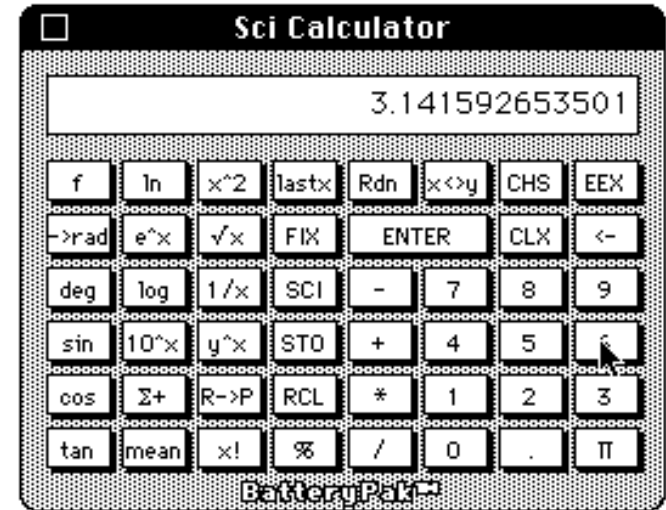 Sci Calculator
3.141592653501
f ln x^2 lastx Rdn x<>y CHS EEX
->rad e^x √x FIX ENTER CLX <-
deg log 1/x SCI - 7 8 9
sin 10^x y^x STO + 4 5
cos Σ+ R->P RCL * 1 2 3
tan mean x! % / 0 . π
BatteryPak™